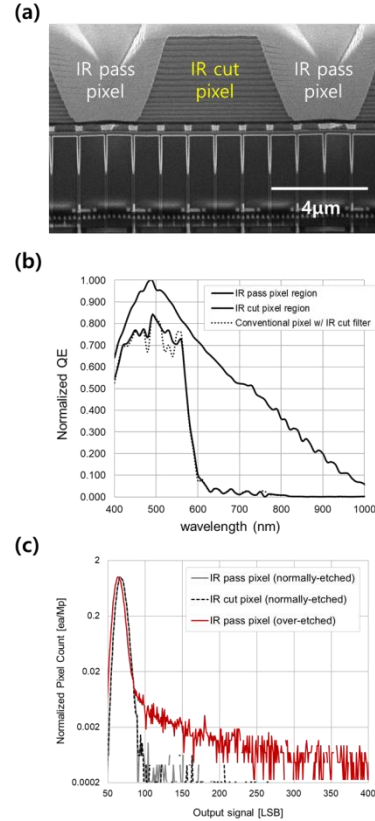 (a)
IR pass
pixel
IR cut
pixel
IR pass
pixel
4μm
(b)
1.000
0.900
0.800
0.700
0.600
0.500
0.400
0.300
0.200
0.100
0.000
Normalized QE
IR pass pixel region
IR cut pixel region
Conventional pixel w/ IR cut filter
400 500 600 700 800 900 1000
wavelength (nm)
(c)
2
0.2
0.02
0.002
0.0002
Normalized Pixel Count [ea/Mp]
IR pass pixel (normally-etched)
IR cut pixel (normally-etched)
IR pass pixel (over-etched)
50 100 150 200 250 300 350 400
Output signal [LSB]